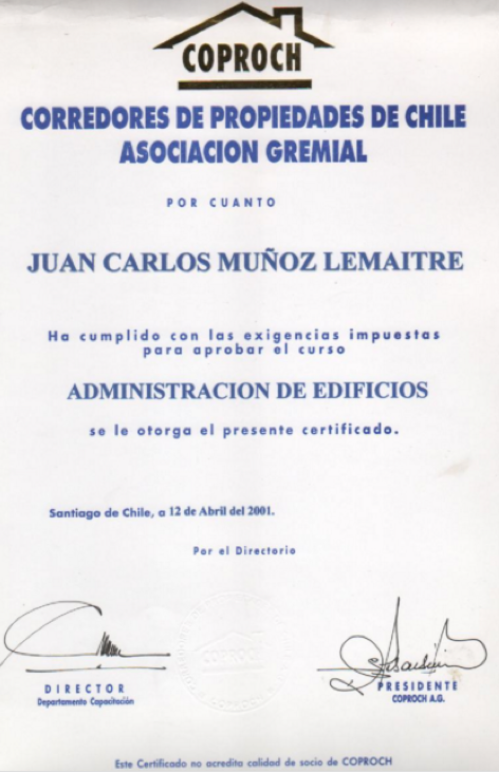 COPROCH
CORREDORES DE PROPIEDADES DE CHILE
ASOCIACION GREMIAL
POR CUANTO
JUAN CARLOS MUÑOZ LEMAITRE
Ha cumplido con las exigencias impuestas
para aprobar el curso
ADMINISTRACION DE EDIFICIOS
se le otorga el presente certificado.
Santiago de Chile, a 12 de Abril del 2001.
Por el Directorio
COPROCH
COPROCH
DIRECTOR
Departamento Capacitación
PRESIDENTE
COPROCH A.G.
Este Certificado no acredita calidad de socio de COPROCH